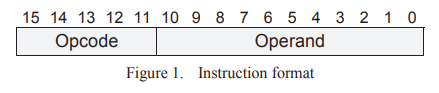 15 14 13 12 11 10 9 8 7 6 5 4 3 2 1 0
Opcode Operand
Figure 1. Instruction format